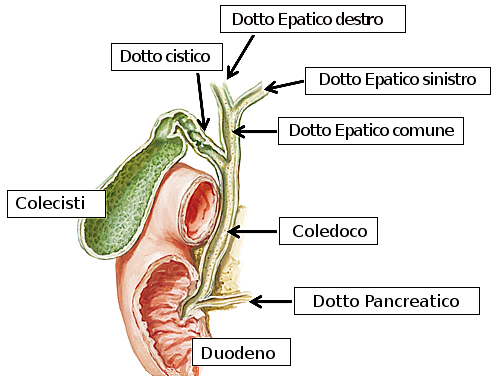 Dotto Epatico destro
Dotto cistico
Dotto Epatico sinistro
Dotto Epatico comune
Colecisti
Coledoco
Dotto Pancreatico
Duodeno